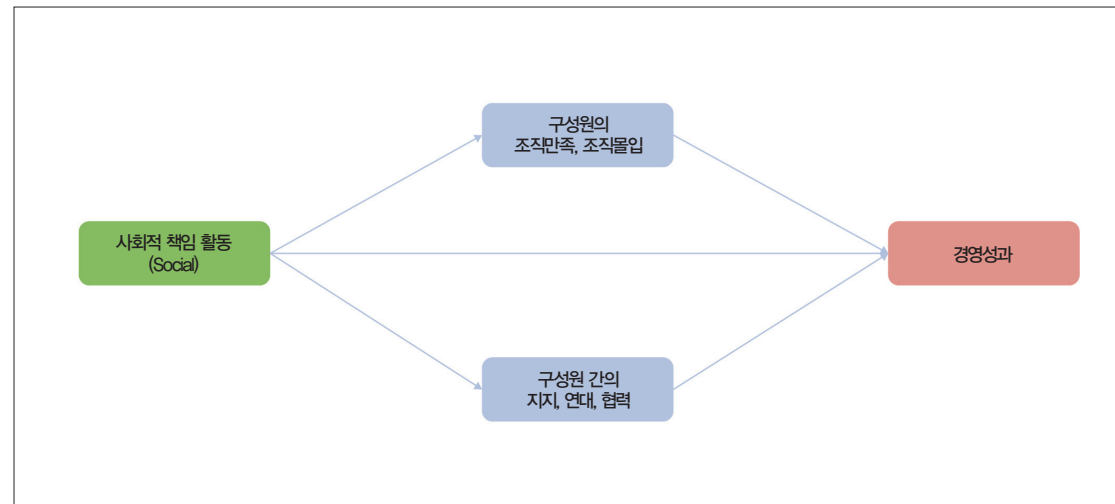 구성원의
조직만족, 조직몰입
사회적 책임 활동
(Social)
경영성과
구성원 간의
지지, 연대, 협력